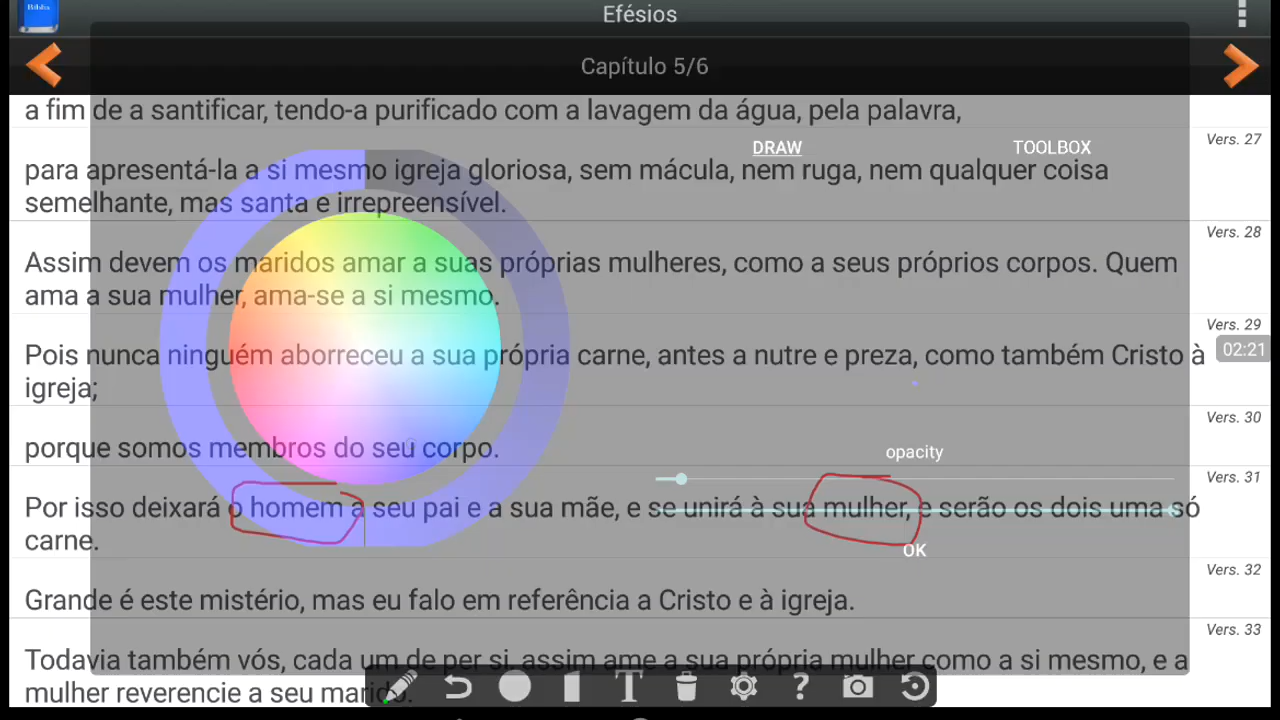 Bíblia
Efésios
Capítulo 5/6
a fim de a santificar, tendo-a purificado com a lavagem da água, pela palavra,
Vers. 27
DRAW
TOOLBOX
para apresentá-la a si mesmo igreja gloriosa, sem mácula, nem ruga, nem qualquer coisa
semelhante, mas santa e irrepreensível.
Vers. 28
Assim devem os maridos amar a suas próprias mulheres, como a seus próprios corpos. Quem
ama a sua mulher, ama-se a si mesmo.
Vers. 29
02:21
Pois nunca ninguém aborreceu a sua própria carne, antes a nutre e preza, como também Cristo à
igreja;
Vers. 30
porque somos membros do seu corpo.
opacity
Vers. 31
Por isso deixará o homem a seu pai e a sua mãe, e se unirá à sua mulher, e serão os dois uma só
carne.
OK
Vers. 32
Grande é este mistério, mas eu falo em referência a Cristo e à igreja.
Vers. 33
Todavia também vós, cada um de per si, assim ame a sua própria mulher como a si mesmo, e a
mulher reverencie a seu marido.
T
?